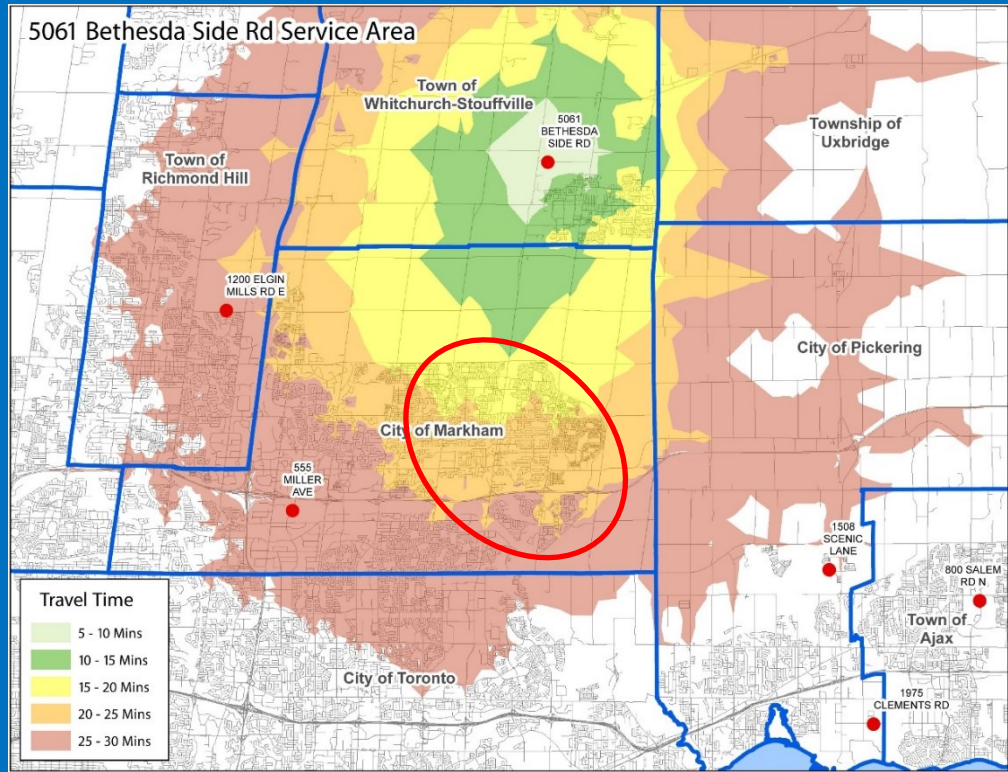 5061 Bethesda Side Rd Service Area
Town of
Whitchurch-Stouffville
5061
BETHESDA
SIDE RD
Township of
Uxbridge
Town of
Richmond Hill
1200 ELGIN
MILLS RD E
City of Pickering
City of Markham
555
MILLER
AVE
1508
SCENIC
LANE
800 SALEM
RD N
Town of
Ajax
City of Toronto
1975
CLEMENTS RD
Travel Time
5 - 10 Mins
10 - 15 Mins
15 - 20 Mins
20 - 25 Mins
25 - 30 Mins